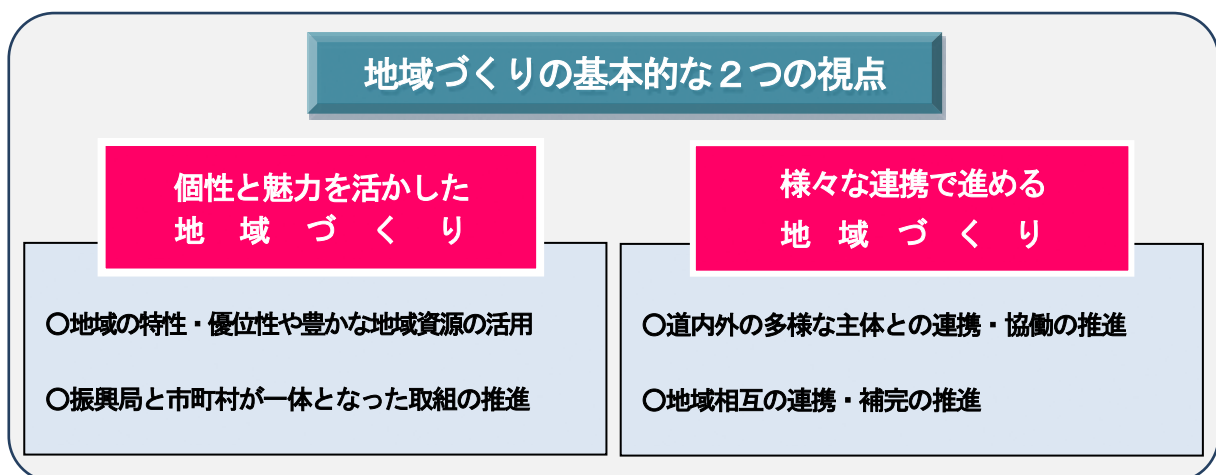 地域づくりの基本的な２つの視点
個性と魅力を活かした
地域づくり
○地域の特性・優位性や豊かな地域資源の活用
○振興局と市町村が一体となった取組の推進
様々な連携で進める
地域づくり
○道内外の多様な主体との連携・協働の推進
○地域相互の連携・補完の推進